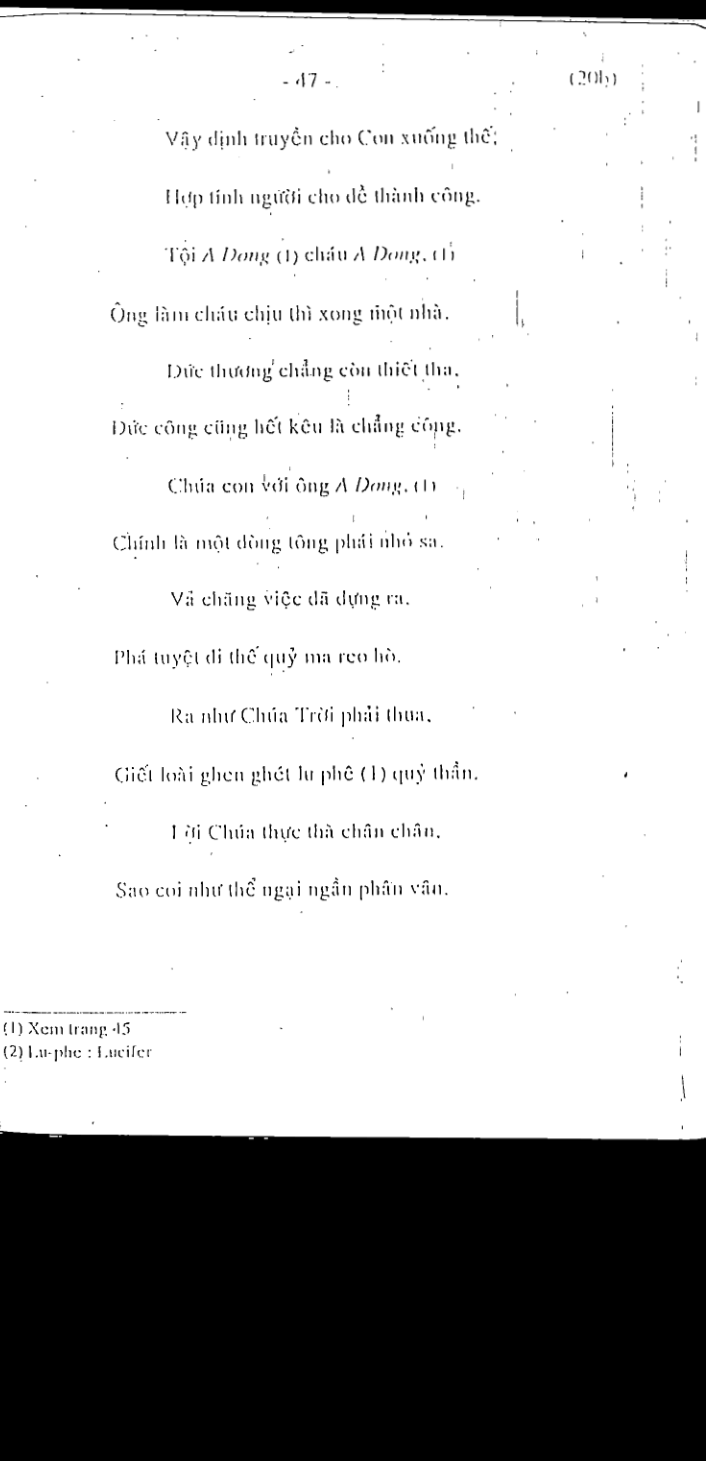 - 47 - (20b)
Vậy định truyền cho Con xuống thế;
Hợp tính người cho dể thành công.
Tội A Dong (1) cháu A Dong, (1)
Ông làm cháu chịu thì xong một nhà.
Đức thương chẳng còn thiết tha,
Đức công cũng hết kêu là chẳng công.
Chúa con với ông A Dong, (1)
Chính là một dòng tông phái nhỏ sa.
Vả chăng việc đã dựng ra,
Phá tuyệt đi thế quỷ ma reo hò.
Ra như Chúa Trời phải thua,
Giết loài ghen ghét lu phê (1) quỷ thần.
Lời Chúa thực thà chân chân,
Sao coi như thể ngại ngần phân vân.
(1) Xem trang 45
(2) Lu-phe : Lucifer